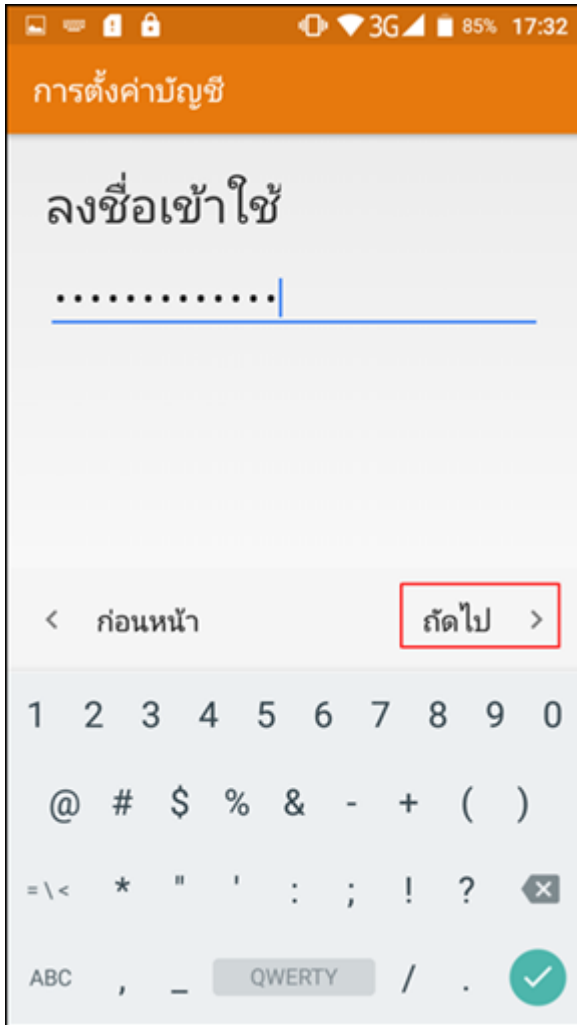 3G 85% 17:32
การตั้งค่าบัญชี
ลงชื่อเข้าใช้
•••••••••••••
< ก่อนหน้า ถัดไป >
1 2 3 4 5 6 7 8 9 0
@ # $ % & - + ( )
= \ < * " ' : ; ! ?
ABC , _ QWERTY / .